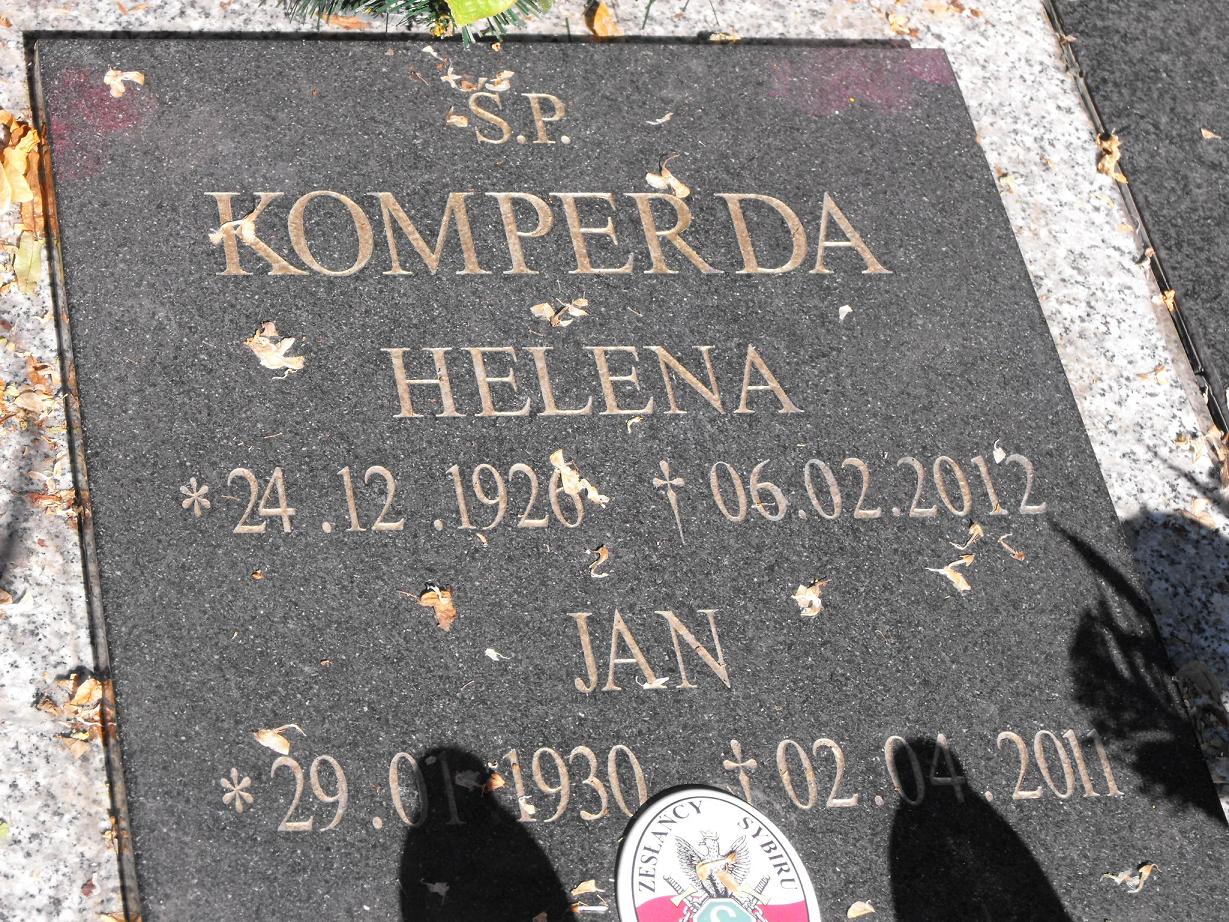 Ś.P.
KOMPERDA
HELENA
*24.12.1926 †06.02.2012
JAN
*29.01.1930 †02.04.2011
ZESŁAŃCY SYBIRU
S